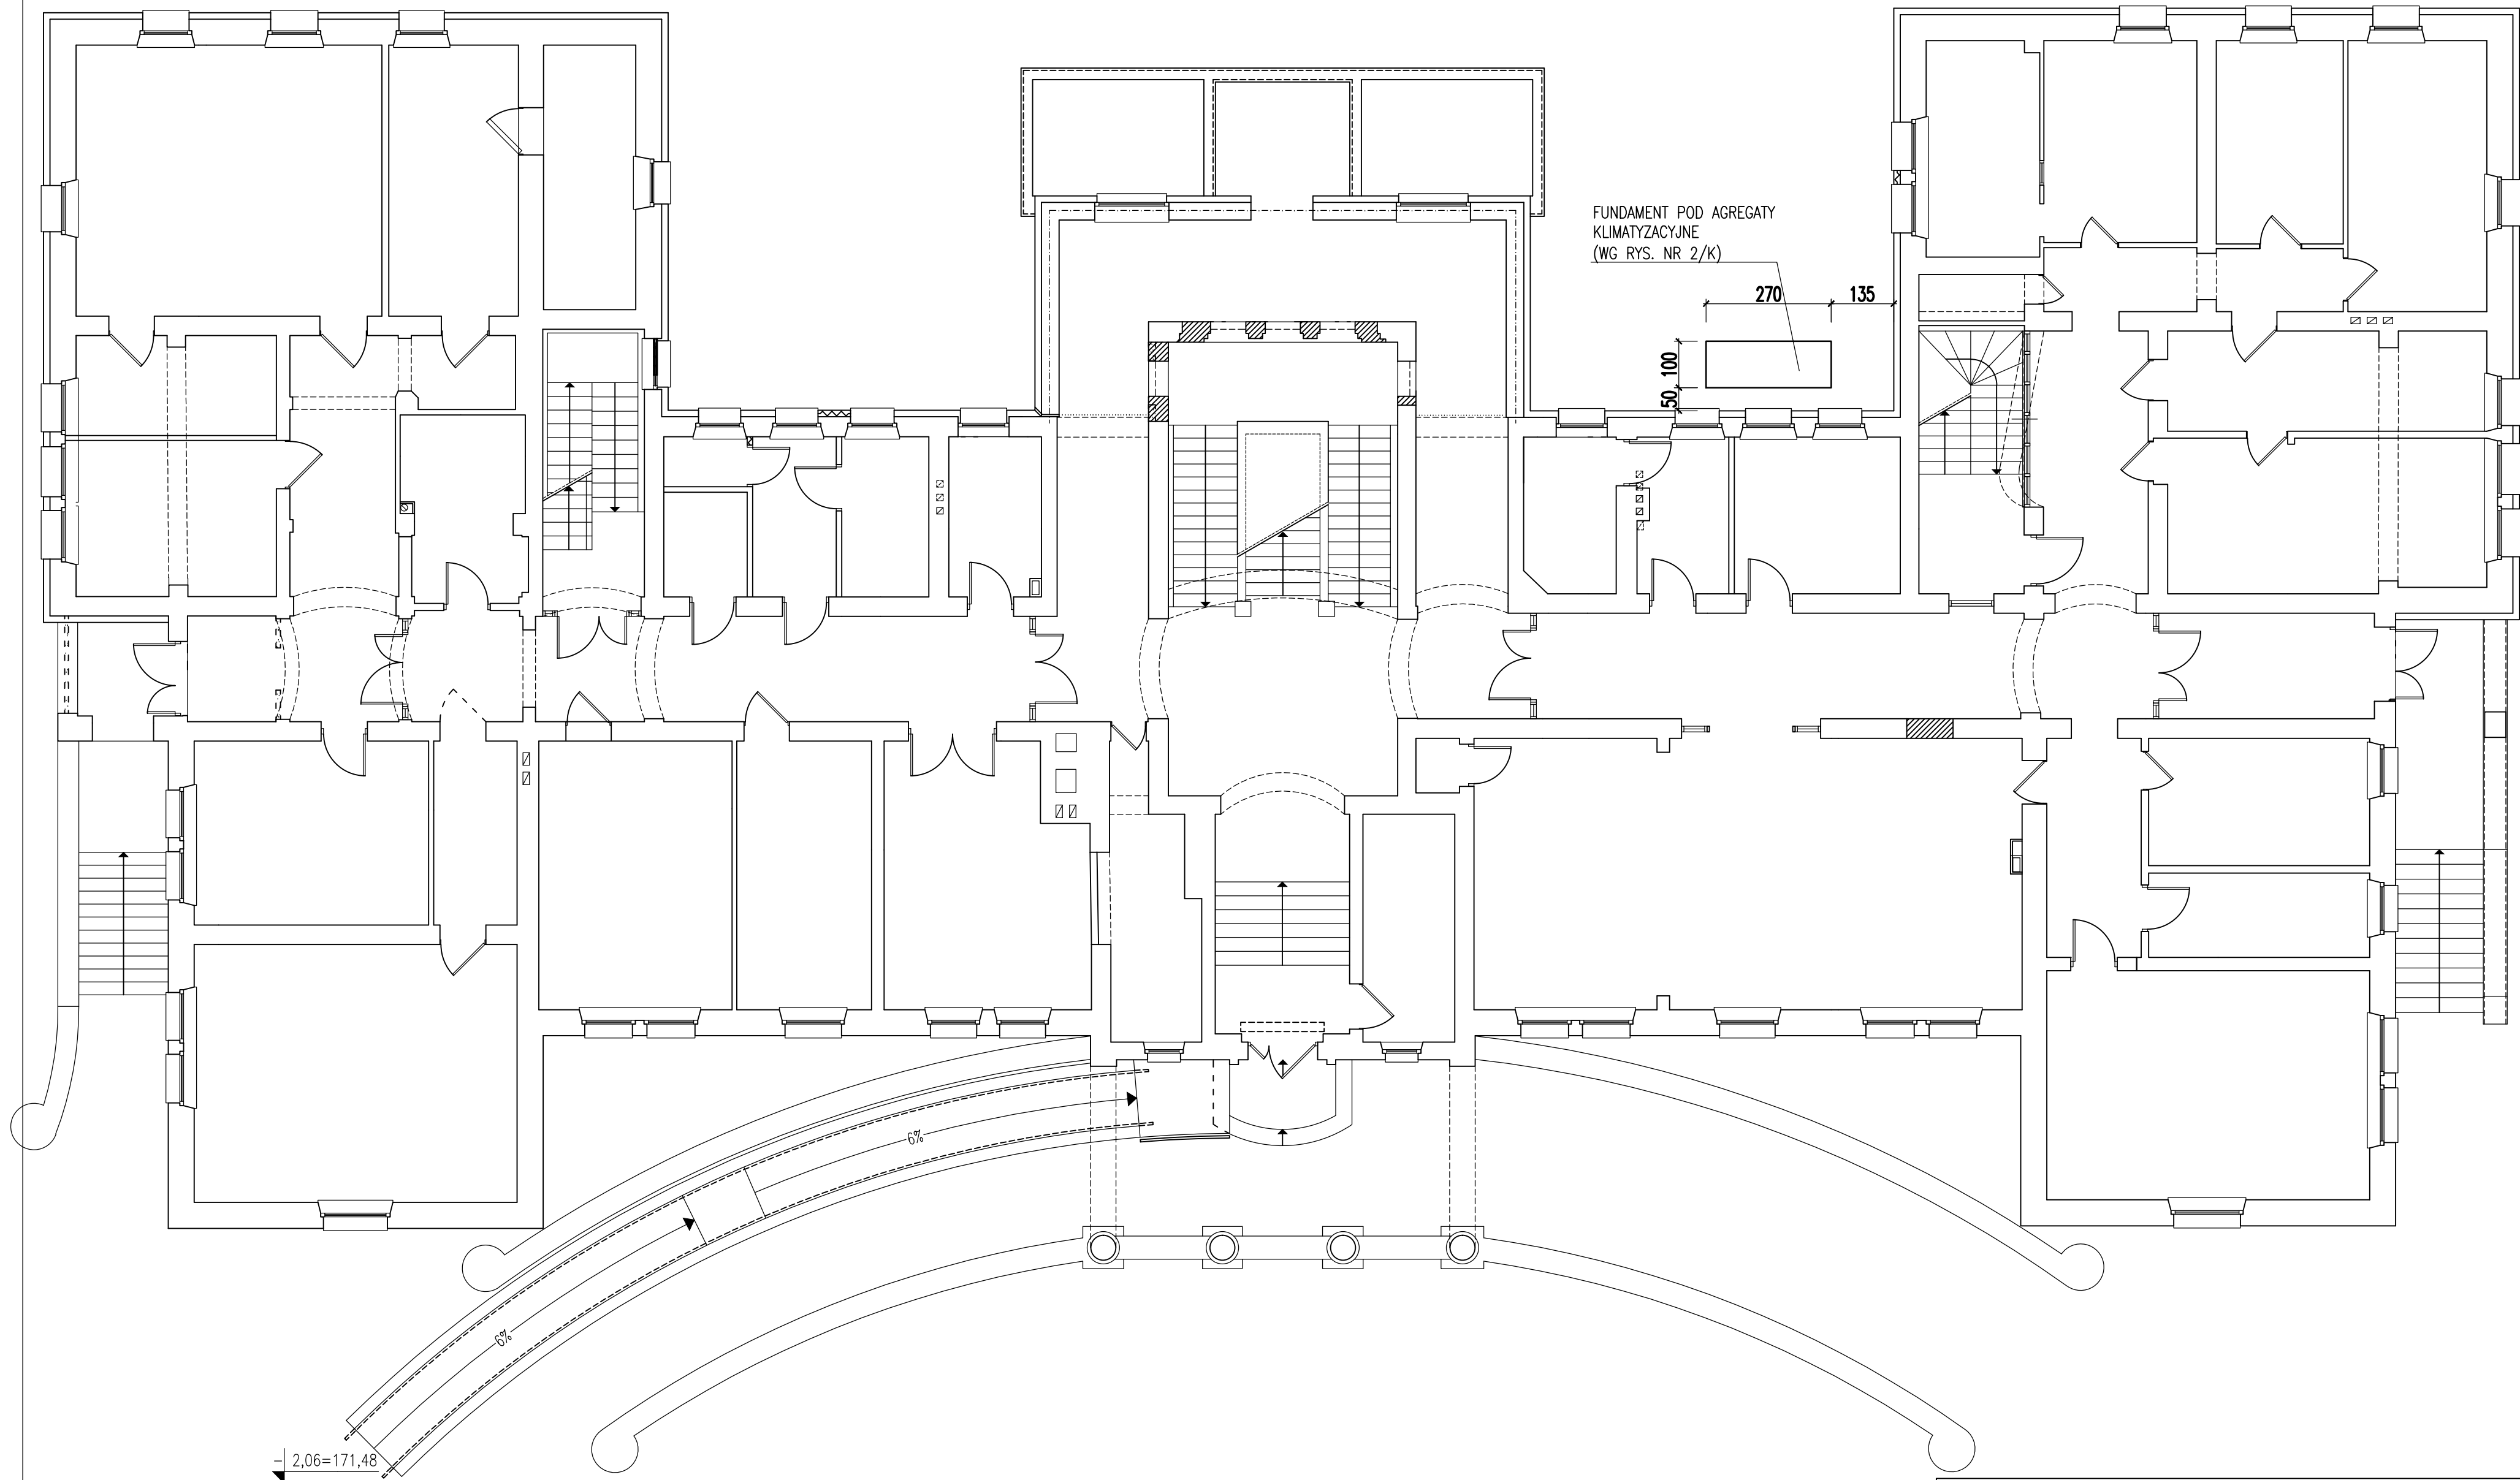 FUNDAMENT POD AGREGATY
KLIMATYZACYJNE
(WG RYS. NR 2/K)
270
135
100
50
6%
6%
- 2,06=171,48